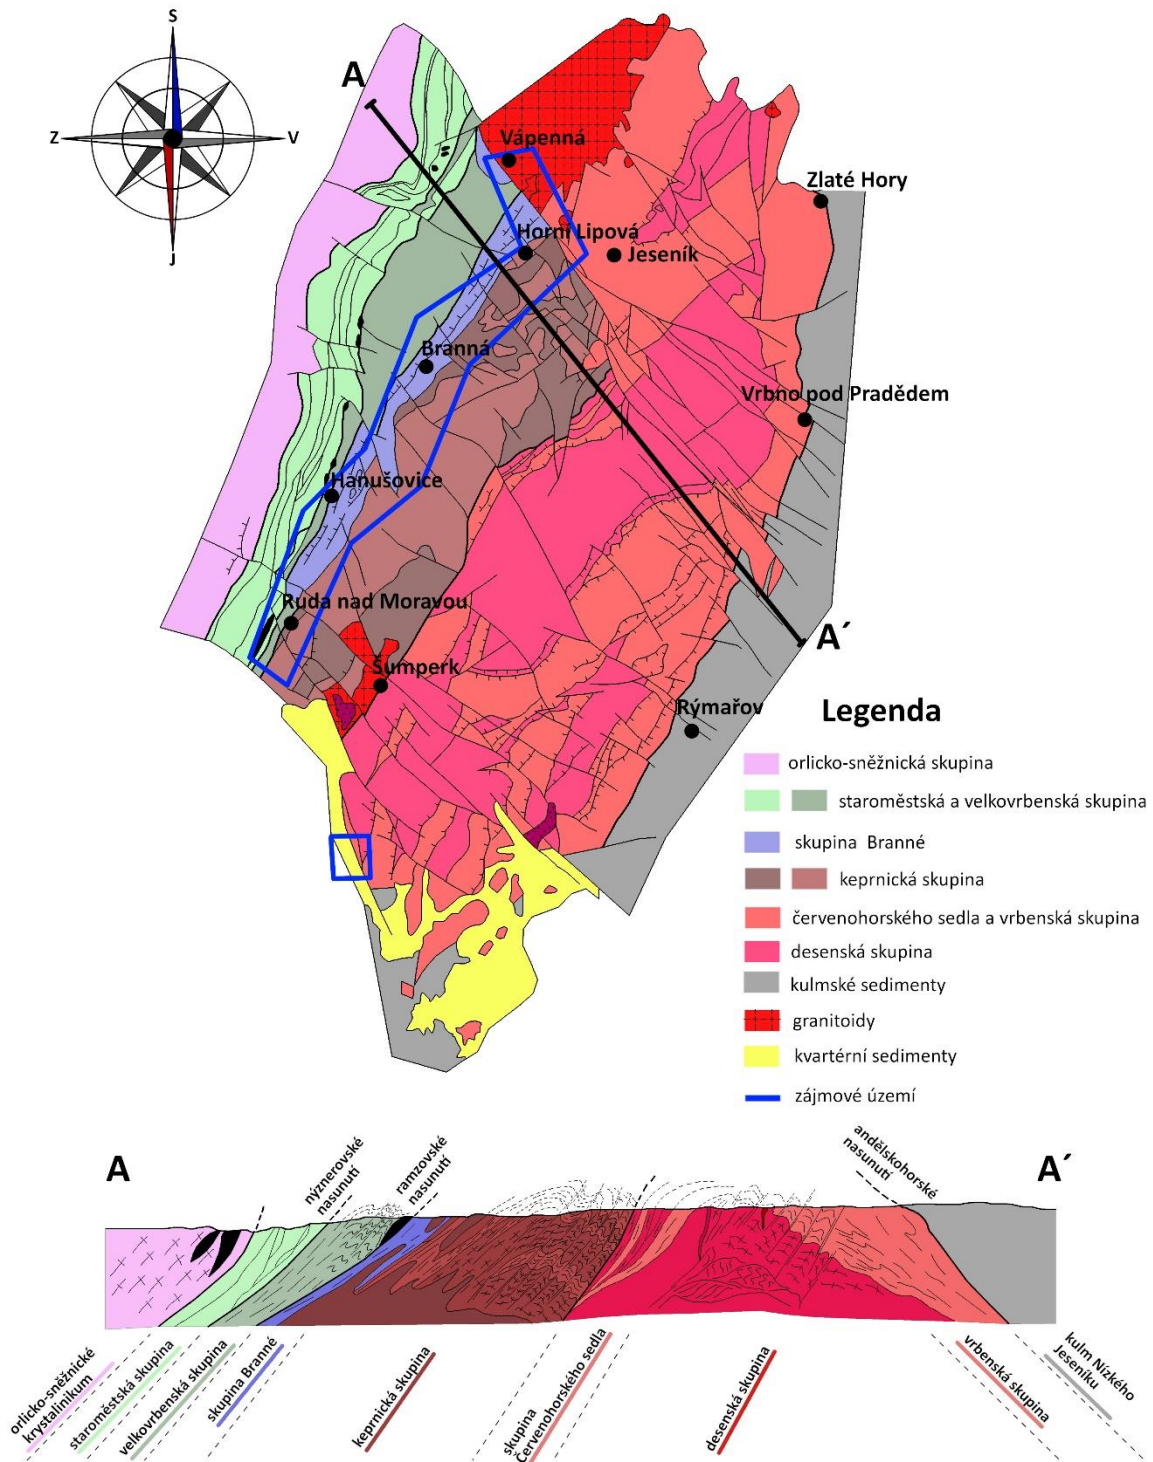 S
Z
V
J
A
Vápenná
Zlaté Hory
Horní Lipová
Jeseník
Branná
Vrbno pod Pradědem
Hanušovice
Ruda nad Moravou
A´
Šumperk
Rýmařov
Legenda
orlicko-sněžnická skupina
staroměstská a velkovrbenská skupina
skupina Branné
keprnická skupina
červenohorského sedla a vrbenská skupina
desenská skupina
kulmské sedimenty
granitoidy
kvartérní sedimenty
zájmové území
A
nýznerovské
nasunutí
ramzovské
nasunutí
andělskohorské
nasunutí
A´
orlicko-sněžnické
krystalinikum
staroměstská skupina
velkovrbenská skupina
skupina Branné
keprnická skupina
skupina
Červenohorského sedla
desenská skupina
vrbenská skupina
kulm Nízkého
Jeseníku